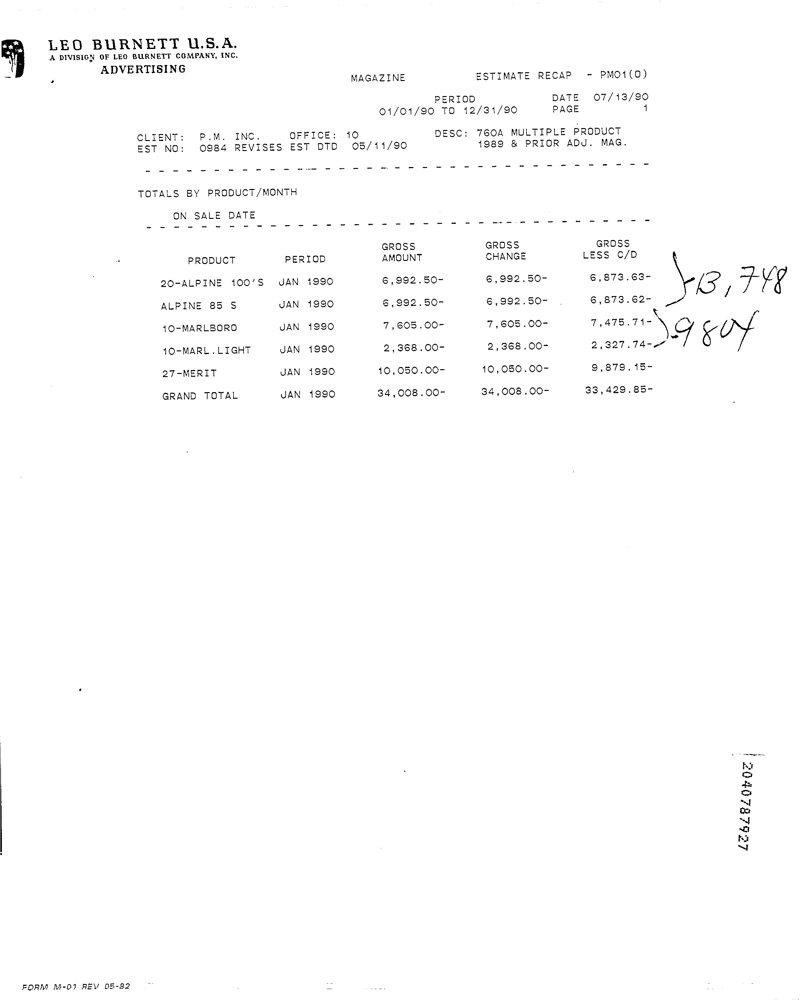 LEO BURNETT U.S.A.
A DIVISION OF LEO BURNETT COMPANY, INC.
ADVERTISING
MAGAZINE ESTIMATE RECAP - PM01(0)
PERIOD DATE 07/13/90
01/01/90 TO 12/31/90 PAGE 1
CLIENT: P.M. INC. OFFICE: 10 DESC: 760A MULTIPLE PRODUCT
EST NO: 0984 REVISES EST DTD 05/11/90 1989 & PRIOR ADJ. MAG.
TOTALS BY PRODUCT/MONTH
ON SALE DATE
GROSS GROSS GROSS
PRODUCT PERIOD AMOUNT CHANGE LESS C/D
20-ALPINE 100'S JAN 1990 6,992.50- 6,992.50- 6,873.63-
13,748
ALPINE 85 S JAN 1990 6,992.50- 6,992.50- 6,873.62-
10-MARLBORO JAN 1990 7,605.00- 7,605.00- 7,475.71-
9804
10-MARL.LIGHT JAN 1990 2,368.00- 2,368.00- 2,327.74-
27-MERIT JAN 1990 10,050.00- 10,050.00- 9,879.15-
GRAND TOTAL JAN 1990 34,008.00- 34,008.00- 33,429.85-
2040787927
FORM M-01 REV 05-82